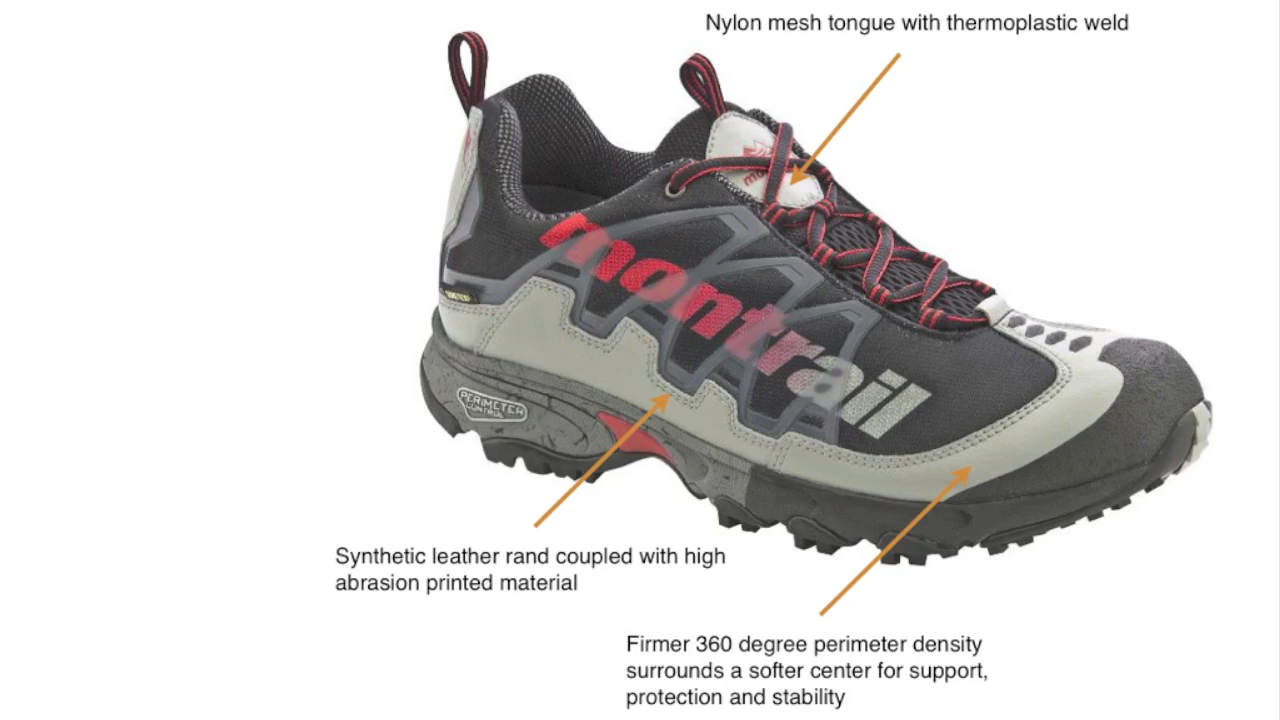 Nylon mesh tongue with thermoplastic weld
montrail
PERIMETER
CONTROL
Synthetic leather rand coupled with high
abrasion printed material
Firmer 360 degree perimeter density
surrounds a softer center for support,
protection and stability